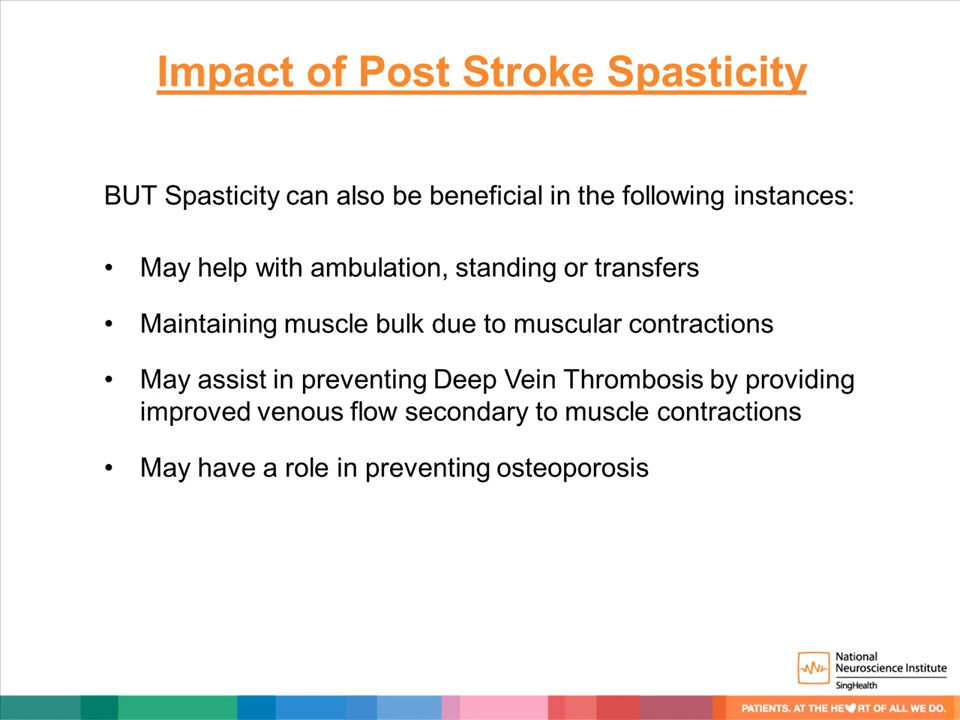 Impact of Post Stroke Spasticity
BUT Spasticity can also be beneficial in the following instances:
• May help with ambulation, standing or transfers
• Maintaining muscle bulk due to muscular contractions
• May assist in preventing Deep Vein Thrombosis by providing
improved venous flow secondary to muscle contractions
• May have a role in preventing osteoporosis
National
Neuroscience Institute
SingHealth
PATIENTS. AT THE HE♥RT OF ALL WE DO.